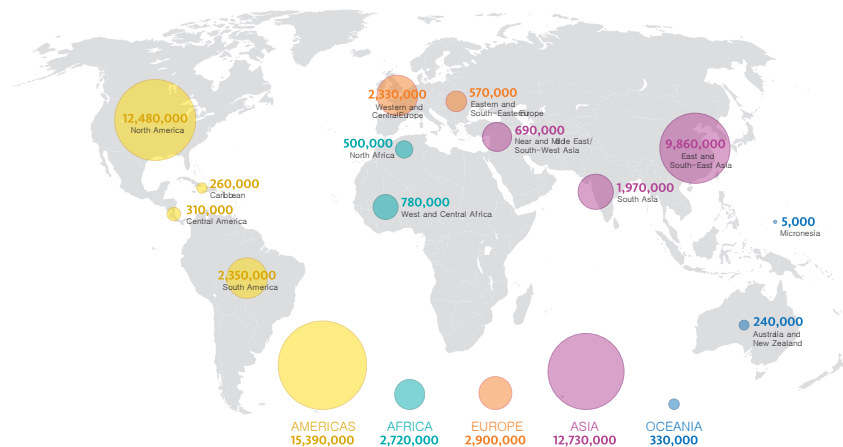 2,330,000
Western and
Central Europe
570,000
Eastern and
South-Eastern Europe
12,480,000
North America
690,000
Near and Middle East/
South-West Asia
500,000
North Africa
9,860,000
East and
South-East Asia
260,000
Caribbean
1,970,000
South Asia
780,000
West and Central Africa
310,000
Central America
5,000
Micronesia
2,350,000
South America
240,000
Australia and
New Zealand
AMERICAS
15,390,000
AFRICA
2,720,000
EUROPE
2,900,000
ASIA
12,730,000
OCEANIA
330,000